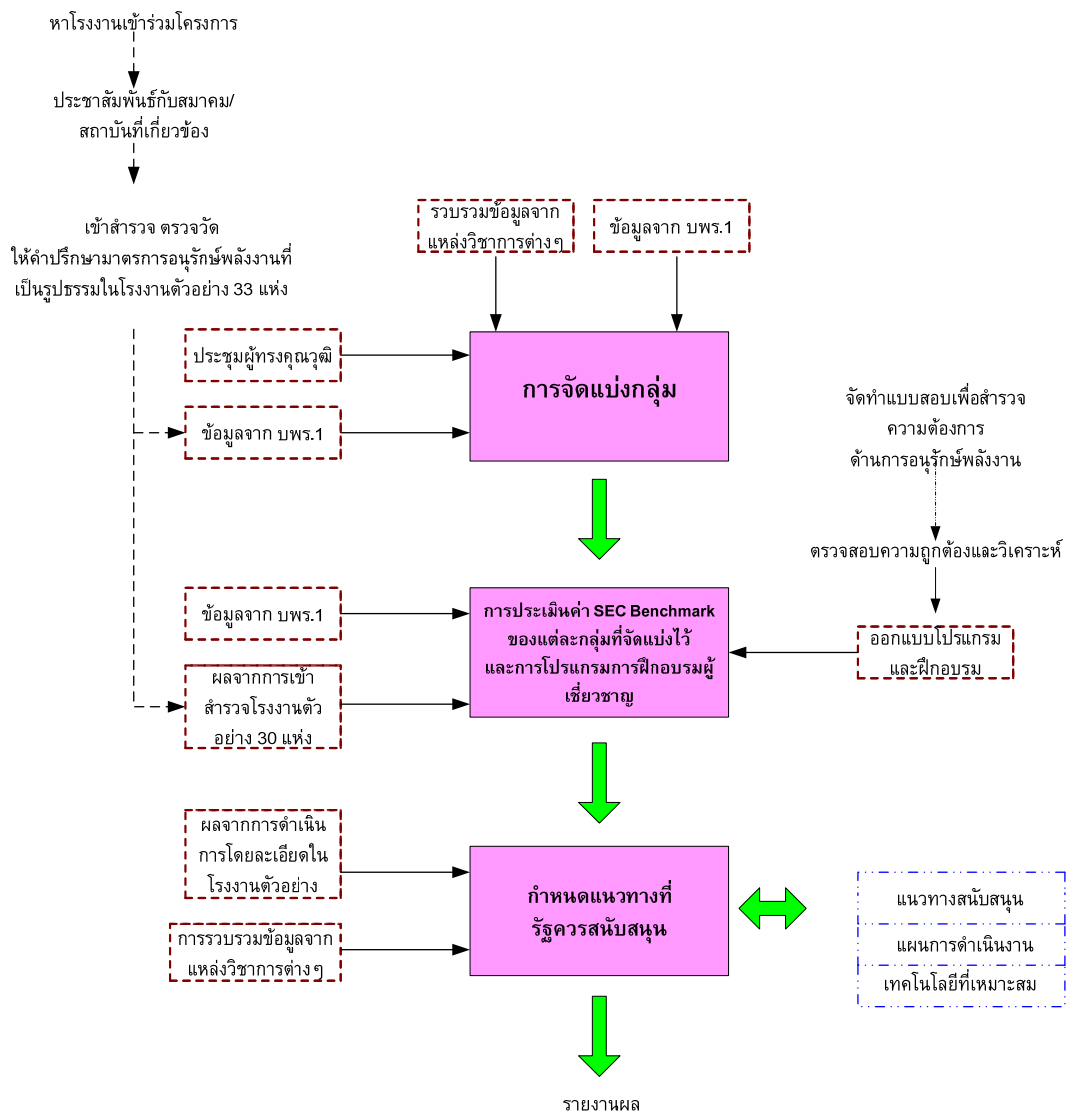 หาโรงงานเข้าร่วมโครงการ
ประชาสัมพันธ์กับสมาคม/
สถาบันที่เกี่ยวข้อง
เข้าสำรวจ ตรวจวัด
ให้คำปรึกษามาตรการอนุรักษ์พลังงานที่
เป็นรูปธรรมในโรงงานตัวอย่าง 33 แห่ง
รวบรวมข้อมูลจาก
แหล่งวิชาการต่างๆ
ข้อมูลจาก บพร.1
ประชุมผู้ทรงคุณวุฒิ
ข้อมูลจาก บพร.1
การจัดแบ่งกลุ่ม
จัดทำแบบสอบเพื่อสำรวจ
ความต้องการ
ด้านการอนุรักษ์พลังงาน
ตรวจสอบความถูกต้องและวิเคราะห์
ออกแบบโปรแกรม
และฝึกอบรม
ข้อมูลจาก บพร.1
ผลจากการเข้า
สำรวจโรงงานตัว
อย่าง 30 แห่ง
การประเมินค่า SEC Benchmark
ของแต่ละกลุ่มที่จัดแบ่งไว้
และการโปรแกรมการฝึกอบรมผู้
เชี่ยวชาญ
ผลจากการดำเนิน
การโดยละเอียดใน
โรงงานตัวอย่าง
การรวบรวมข้อมูลจาก
แหล่งวิชาการต่างๆ
กำหนดแนวทางที่
รัฐควรสนับสนุน
แนวทางสนับสนุน
แผนการดำเนินงาน
เทคโนโลยีที่เหมาะสม
รายงานผล